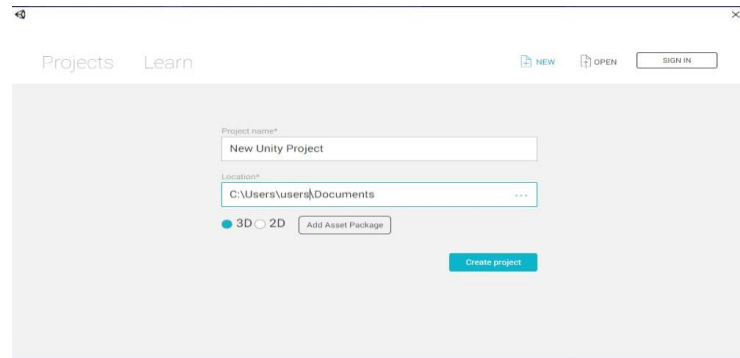 Projects Learn NEW OPEN SIGN IN
Project name*
New Unity Project
Location*
C:\Users\users\Documents ...
3D 2D Add Asset Package
Create project